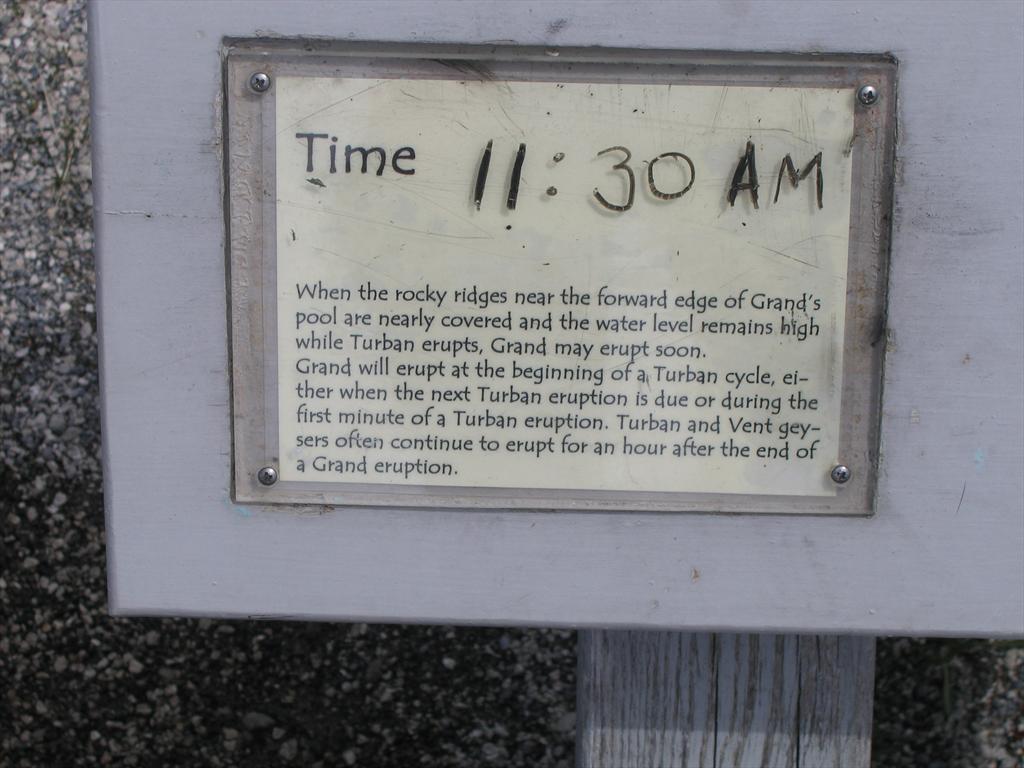 Time 11:30 AM
When the rocky ridges near the forward edge of Grand's
pool are nearly covered and the water level remains high
while Turban erupts, Grand may erupt soon.
Grand will erupt at the beginning of a Turban cycle, ei-
ther when the next Turban eruption is due or during the
first minute of a Turban eruption. Turban and Vent gey-
sers often continue to erupt for an hour after the end of
a Grand eruption.